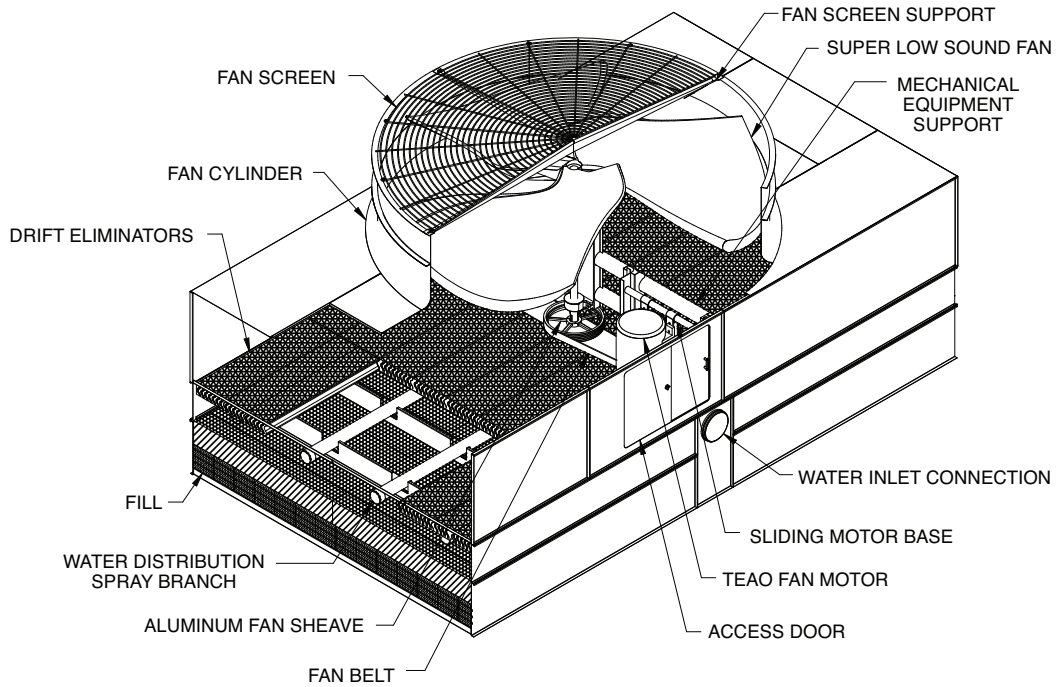 FAN SCREEN SUPPORT
SUPER LOW SOUND FAN
MECHANICAL
EQUIPMENT
SUPPORT
FAN SCREEN
FAN CYLINDER
DRIFT ELIMINATORS
FILL
WATER DISTRIBUTION
SPRAY BRANCH
ALUMINUM FAN SHEAVE
FAN BELT
WATER INLET CONNECTION
SLIDING MOTOR BASE
TEAO FAN MOTOR
ACCESS DOOR